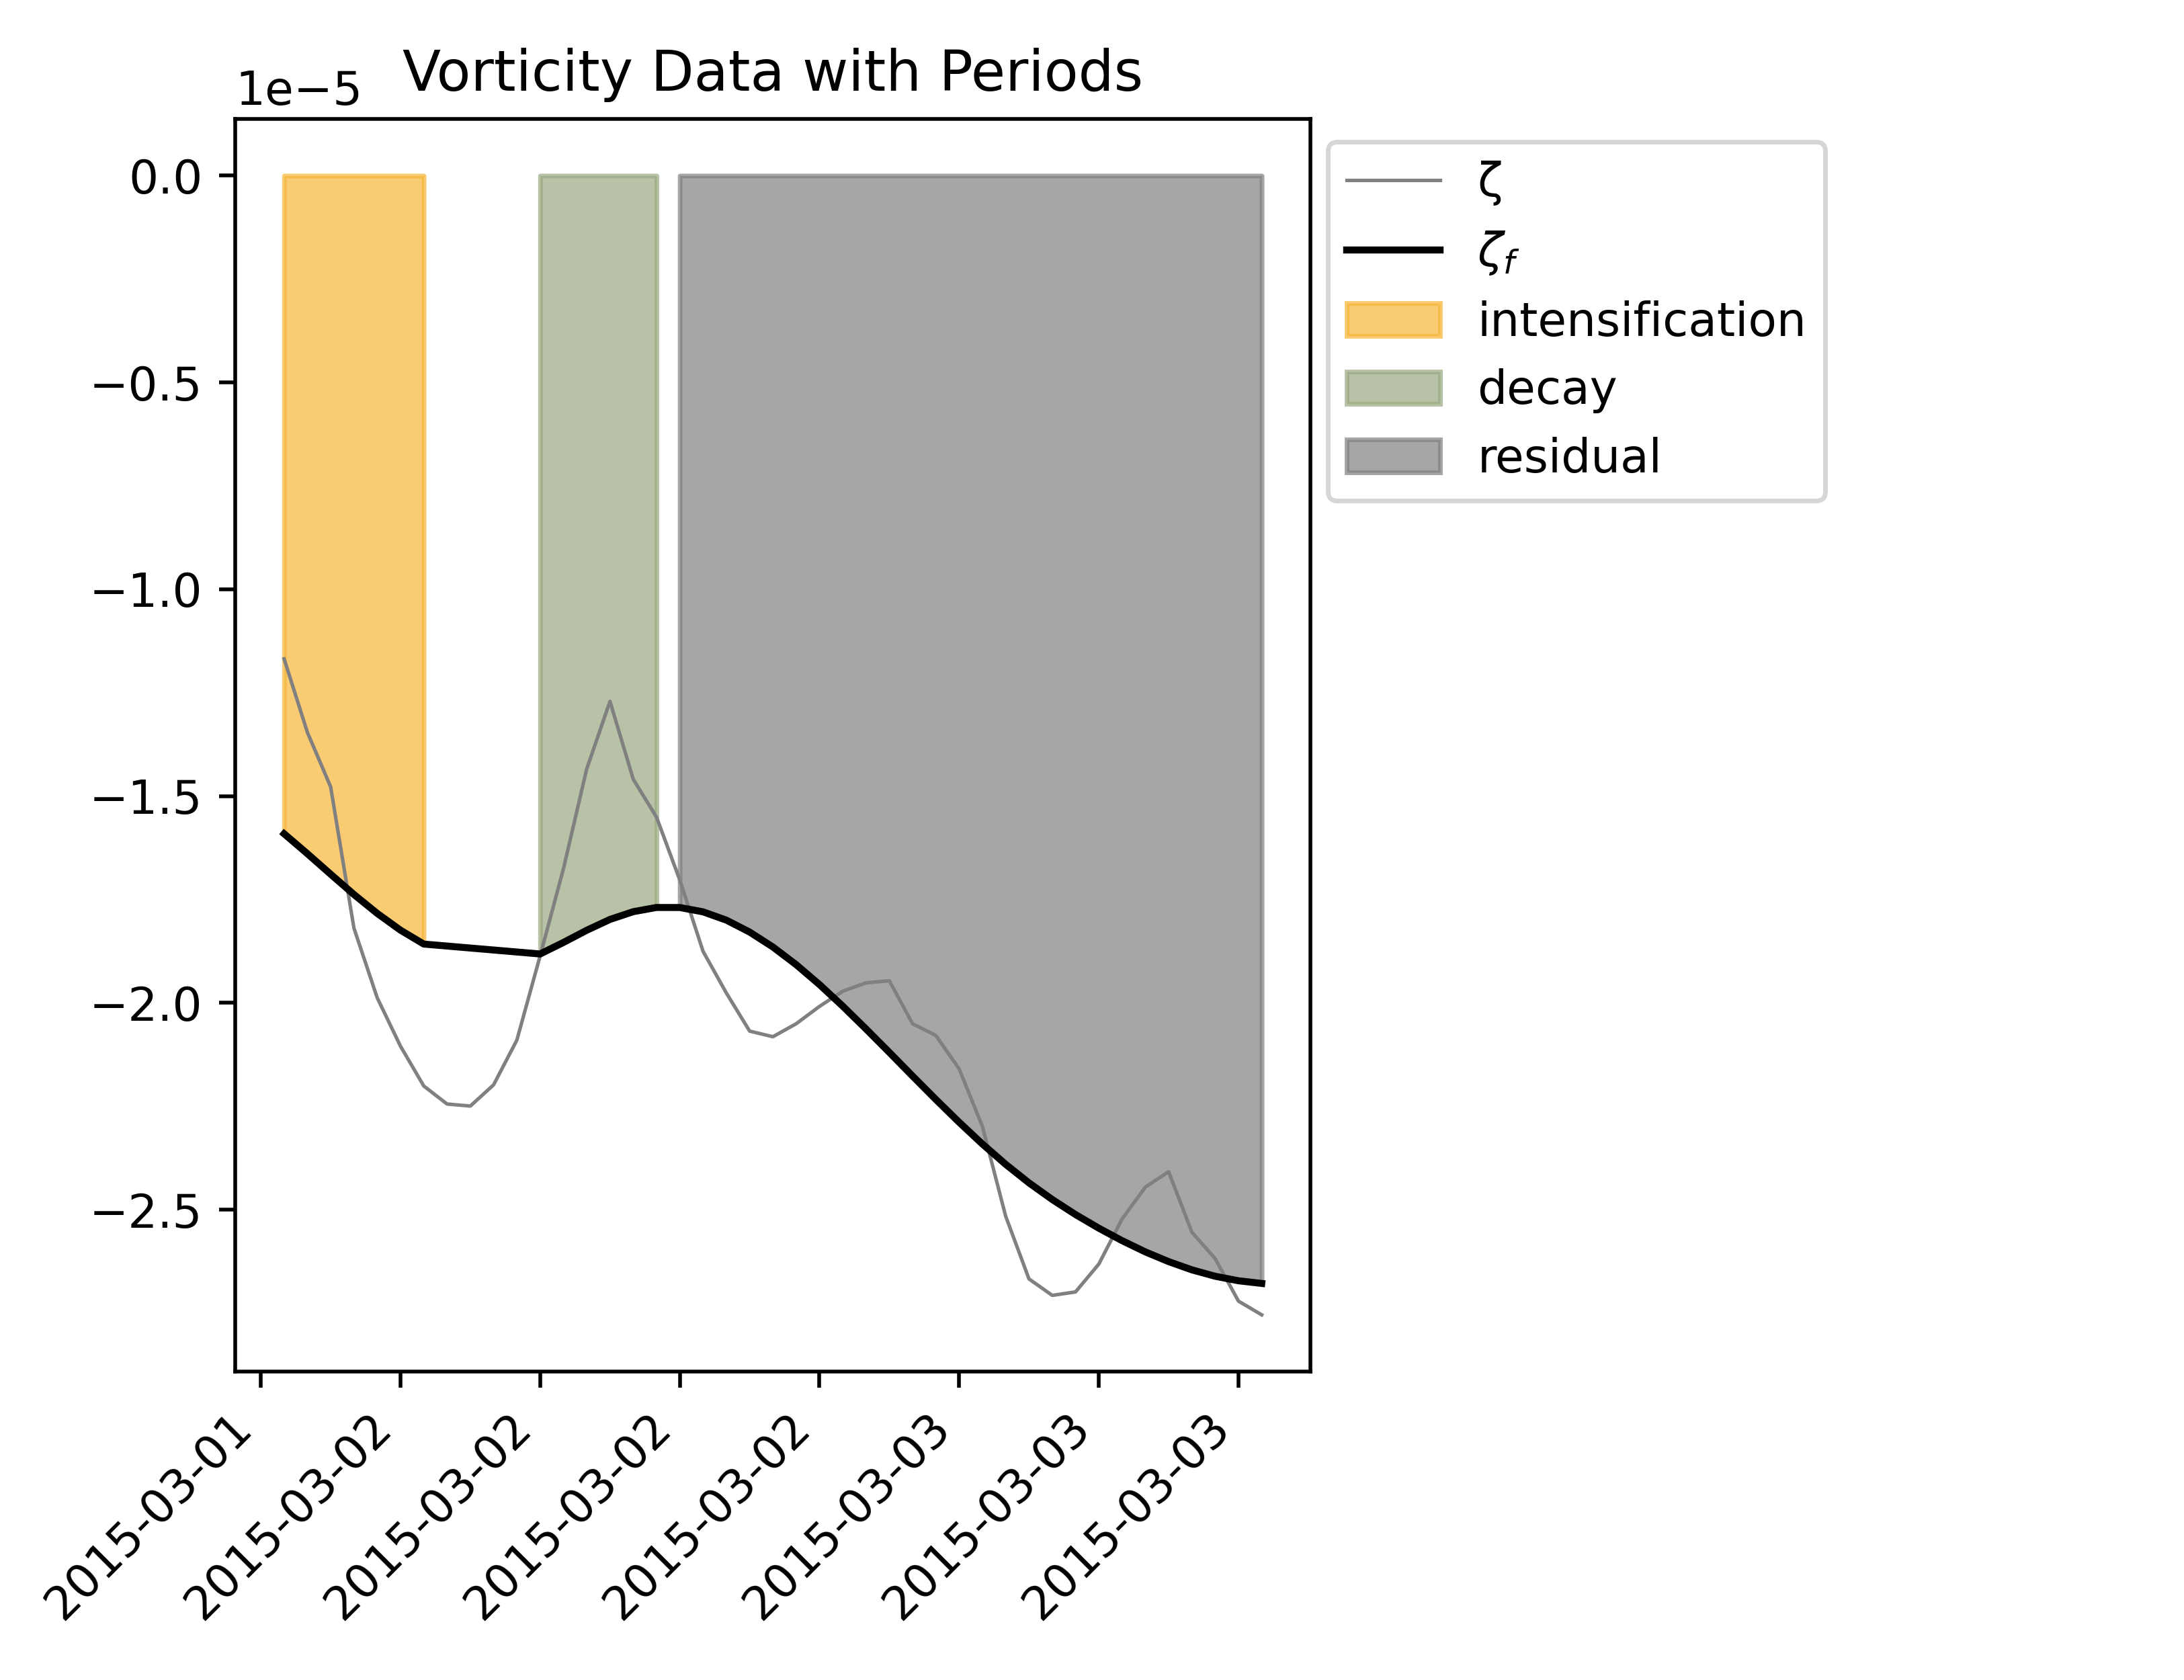 Vorticity Data with Periods
1e−5
0.0
−0.5
−1.0
−1.5
−2.0
−2.5
2015-03-01
2015-03-02
2015-03-02
2015-03-02
2015-03-02
2015-03-03
2015-03-03
2015-03-03
ζ
ζf
intensification
decay
residual